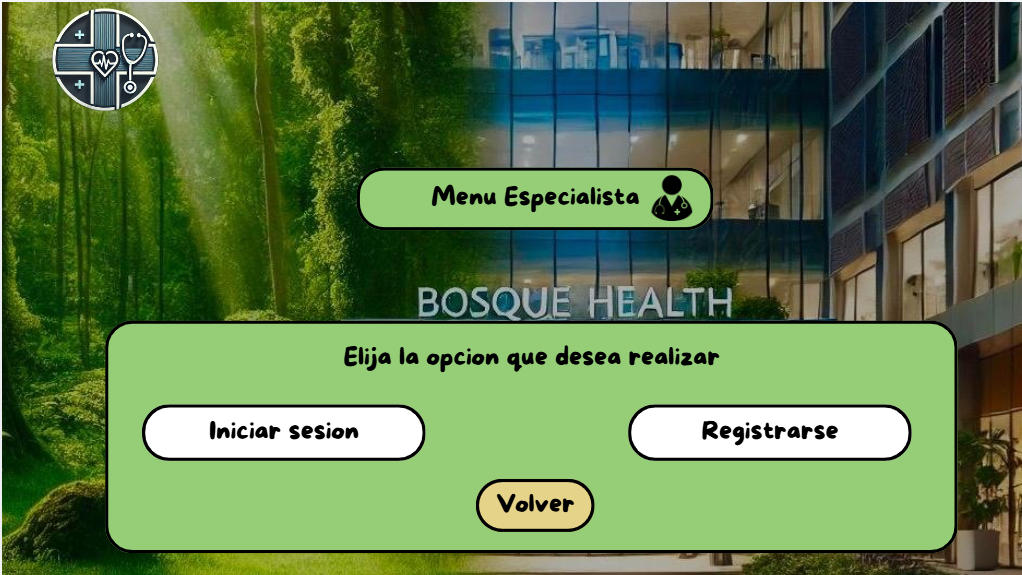 Menu Especialista
BOSQUE HEALTH
Elija la opcion que desea realizar
Iniciar sesion
Registrarse
Volver